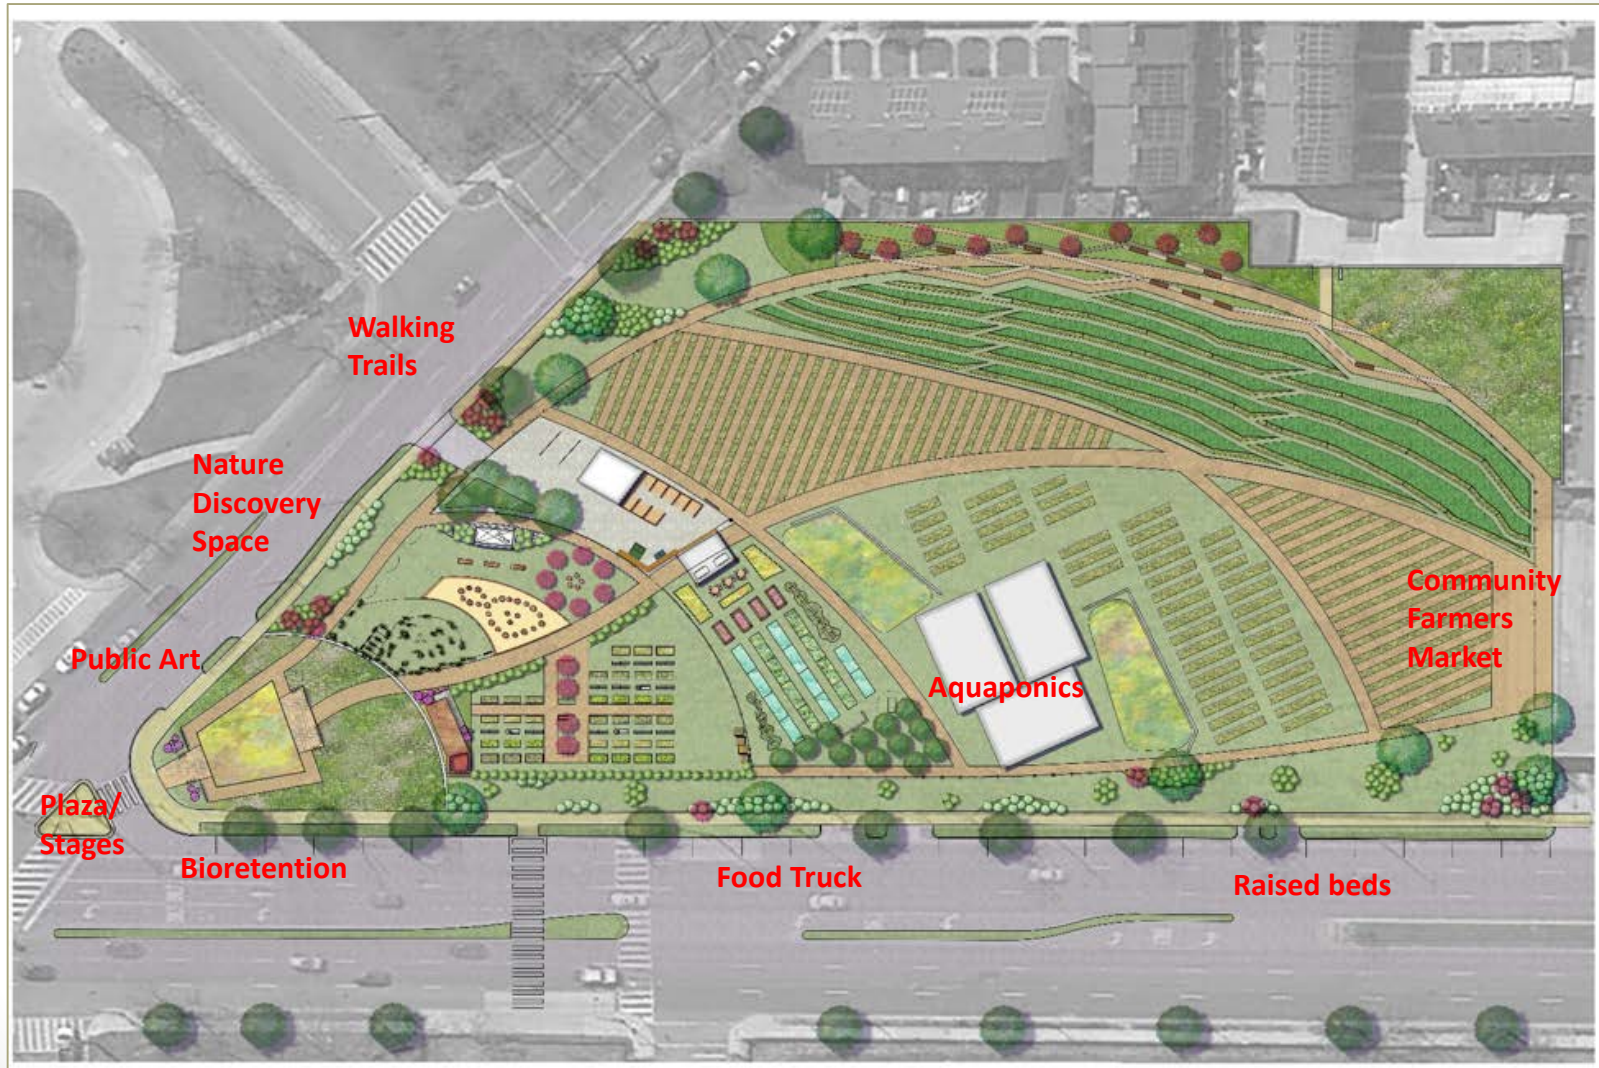 Walking
Trails
Nature
Discovery
Space
Community
Farmers
Market
Public Art
Aquaponics
Plaza/
Stages
Bioretention
Food Truck
Raised beds